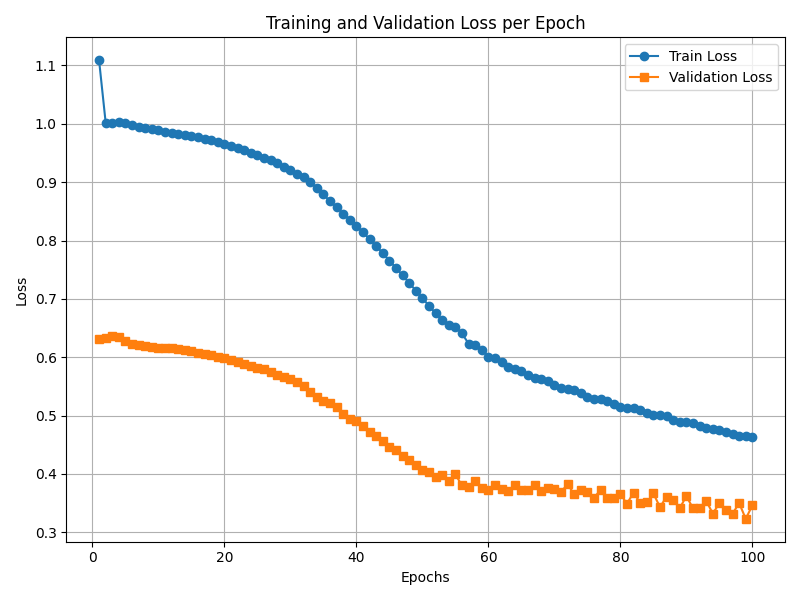 Training and Validation Loss per Epoch
Train Loss
Validation Loss
Loss
1.1
1.0
0.9
0.8
0.7
0.6
0.5
0.4
0.3
0 20 40 60 80 100
Epochs